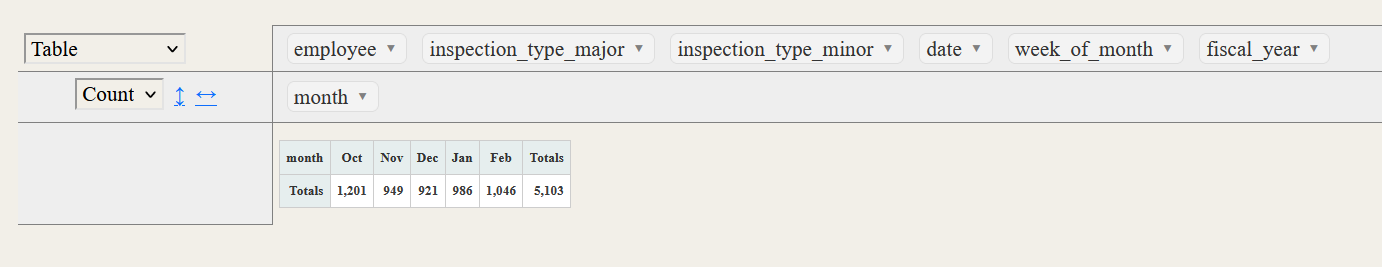 Table employee ▼ inspection_type_major ▼ inspection_type_minor ▼ date ▼ week_of_month ▼ fiscal_year ▼
Count ↕ ↔ month ▼
month Oct Nov Dec Jan Feb Totals
Totals 1,201 949 921 986 1,046 5,103